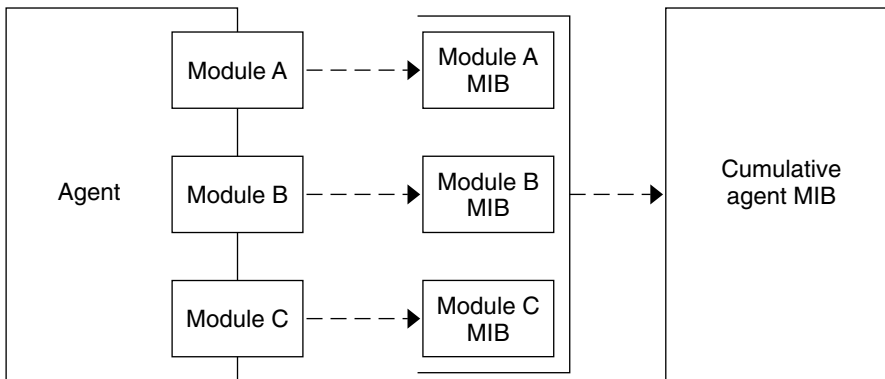 Module A
Module A
MIB
Agent
Module B
Module B
MIB
Cumulative
agent MIB
Module C
Module C
MIB